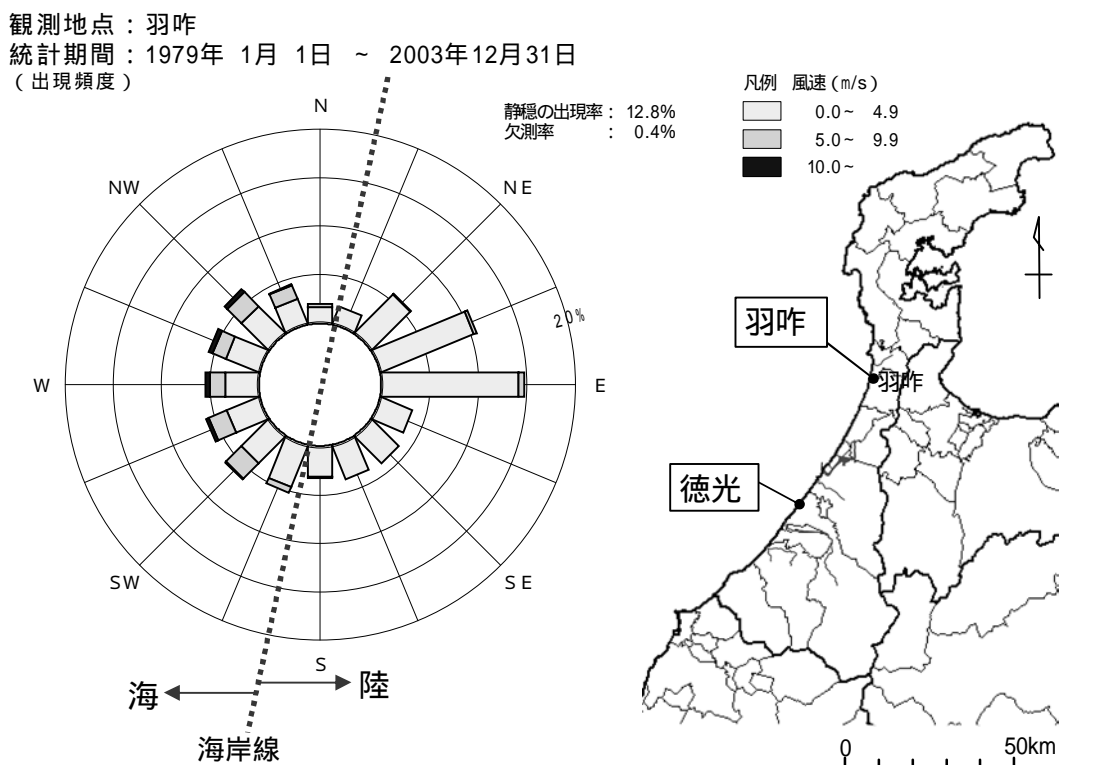 観測地点：羽咋
統計期間：1979年 1月 1日 ~ 2003年12月31日
(出現頻度)
静穏の出現率：12.8%
欠測率 ： 0.4%
凡例 風速(m/s)
0.0~ 4.9
5.0~ 9.9
10.0~
N
NW
NE
20%
W
E
SW
SE
S
海
陸
海岸線
羽咋
羽咋
徳光
0
50km